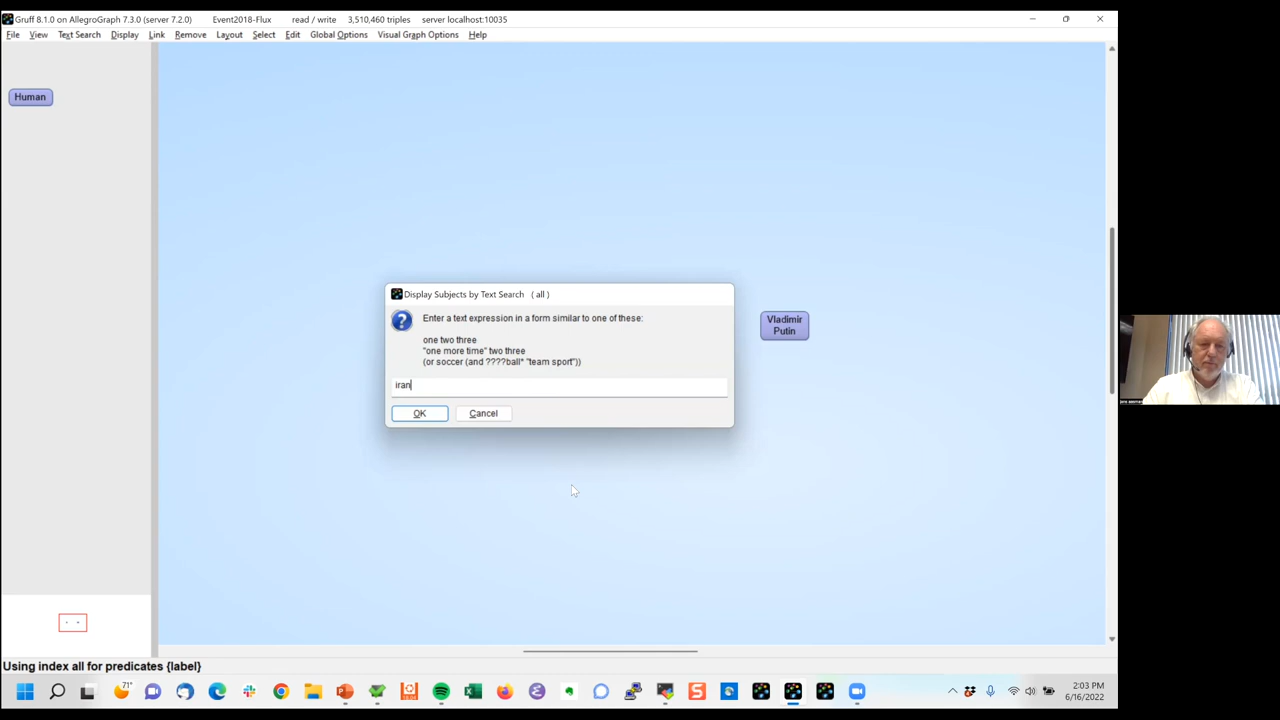 Gruff 8.1.0 on AllegroGraph 7.3.0 (server 7.2.0) Event2018-Flux read / write 3,510,460 triples server localhost:10035
File View Text Search Display Link Remove Layout Select Edit Global Options Visual Graph Options Help
Human
Display Subjects by Text Search ( all )
Enter a text expression in a form similar to one of these:
one two three
"one more time" two three
(or soccer (and ????ball* "team sport"))
iran
OK Cancel
Vladimir
Putin
Using index all for predicates {label}
71°
2:03 PM
6/16/2022